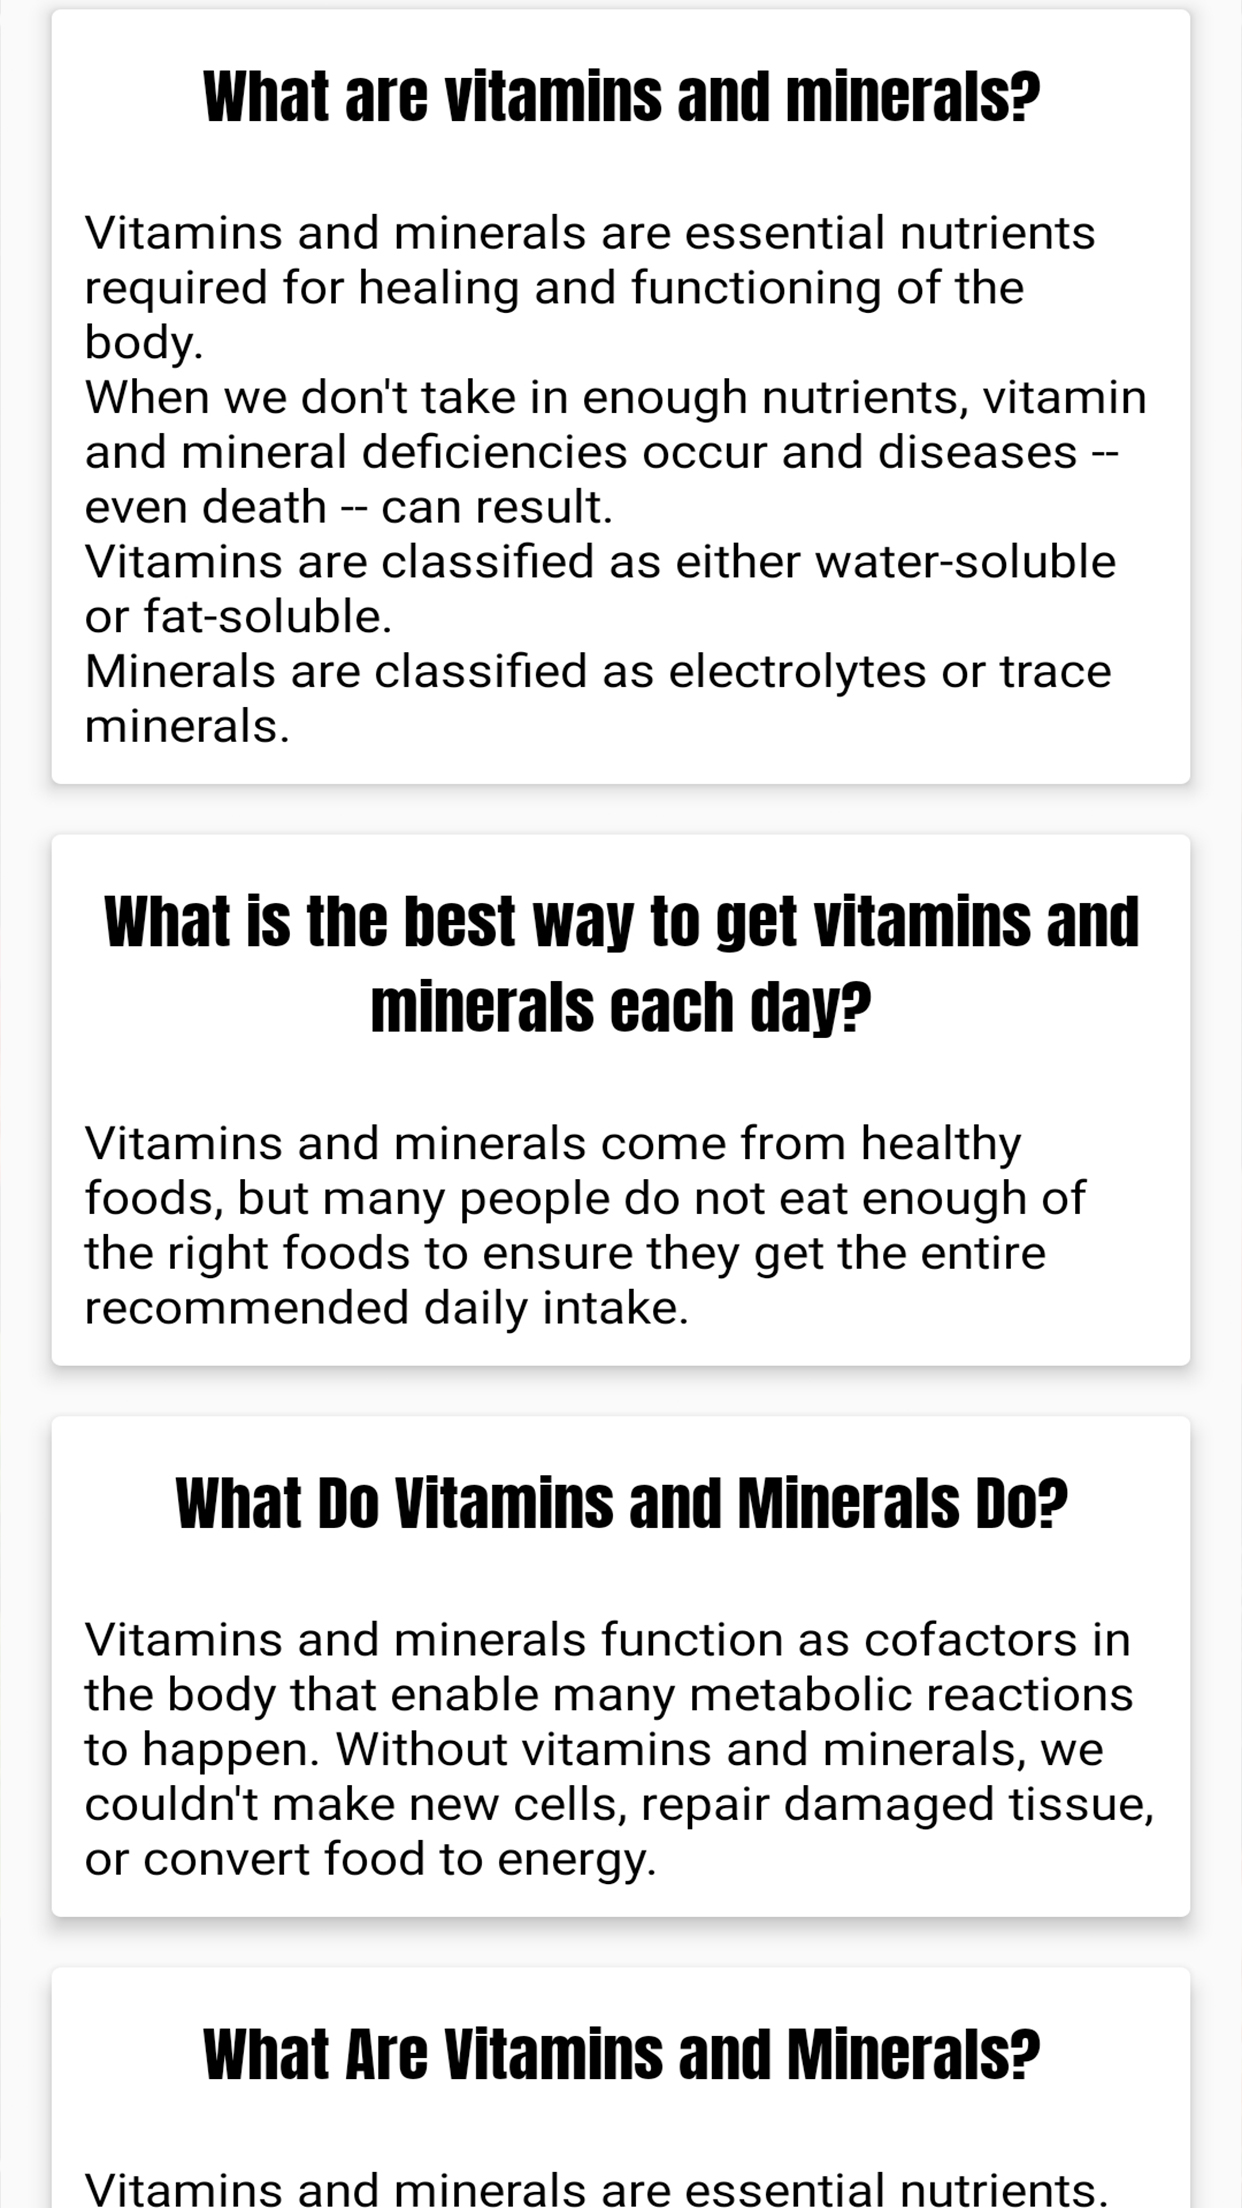 What are vitamins and minerals?
Vitamins and minerals are essential nutrients
required for healing and functioning of the
body.
When we don't take in enough nutrients, vitamin
and mineral deficiencies occur and diseases --
even death -- can result.
Vitamins are classified as either water-soluble
or fat-soluble.
Minerals are classified as electrolytes or trace
minerals.
What is the best way to get vitamins and
minerals each day?
Vitamins and minerals come from healthy
foods, but many people do not eat enough of
the right foods to ensure they get the entire
recommended daily intake.
What Do Vitamins and Minerals Do?
Vitamins and minerals function as cofactors in
the body that enable many metabolic reactions
to happen. Without vitamins and minerals, we
couldn't make new cells, repair damaged tissue,
or convert food to energy.
What Are Vitamins and Minerals?
Vitamins and minerals are essential nutrients.